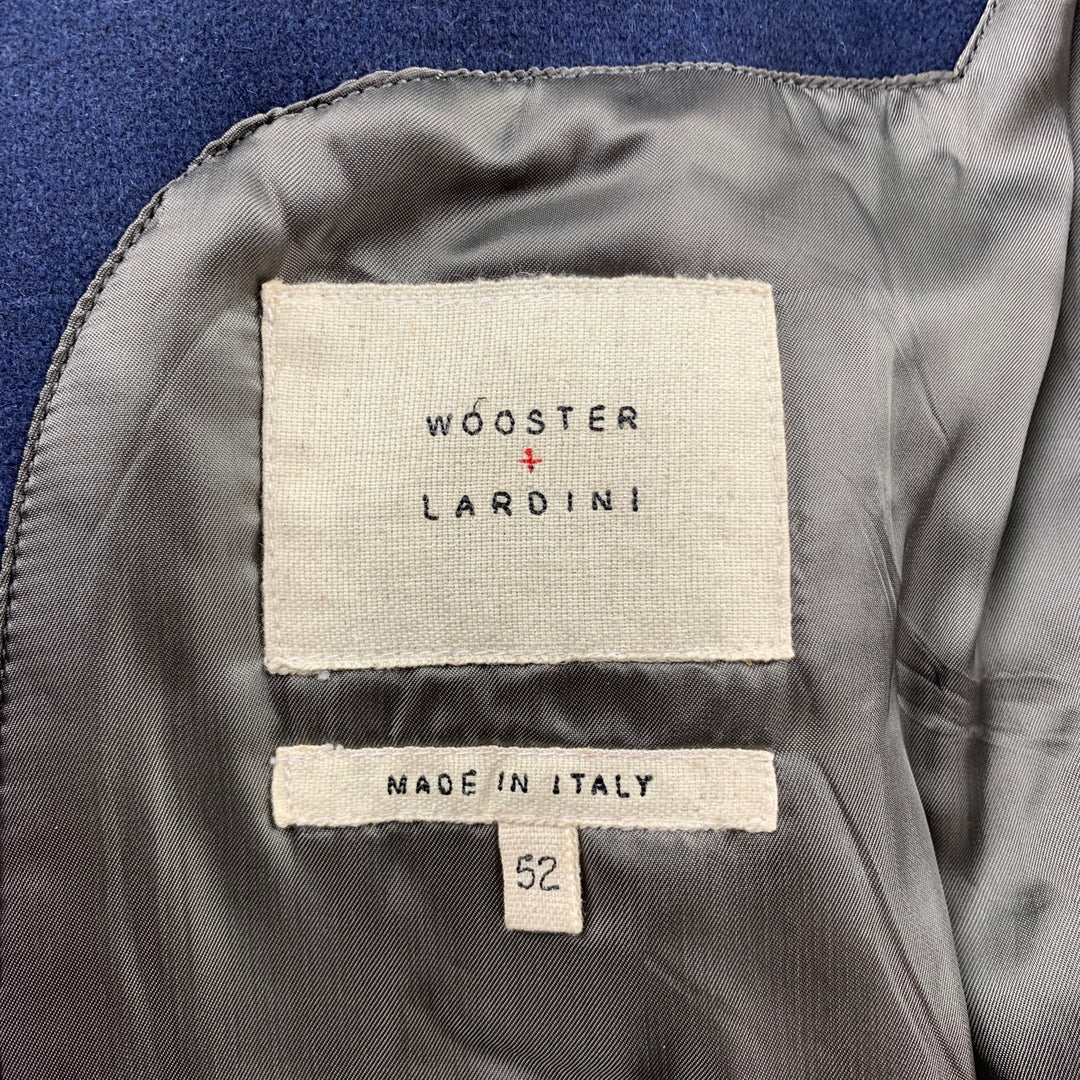 WOOSTER
+
LARDINI
MADE IN ITALY
52